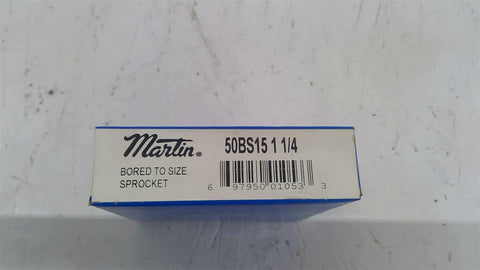 Martin®
50BS15 1 1/4
BORED TO SIZE
SPROCKET
6 97950 01053 3